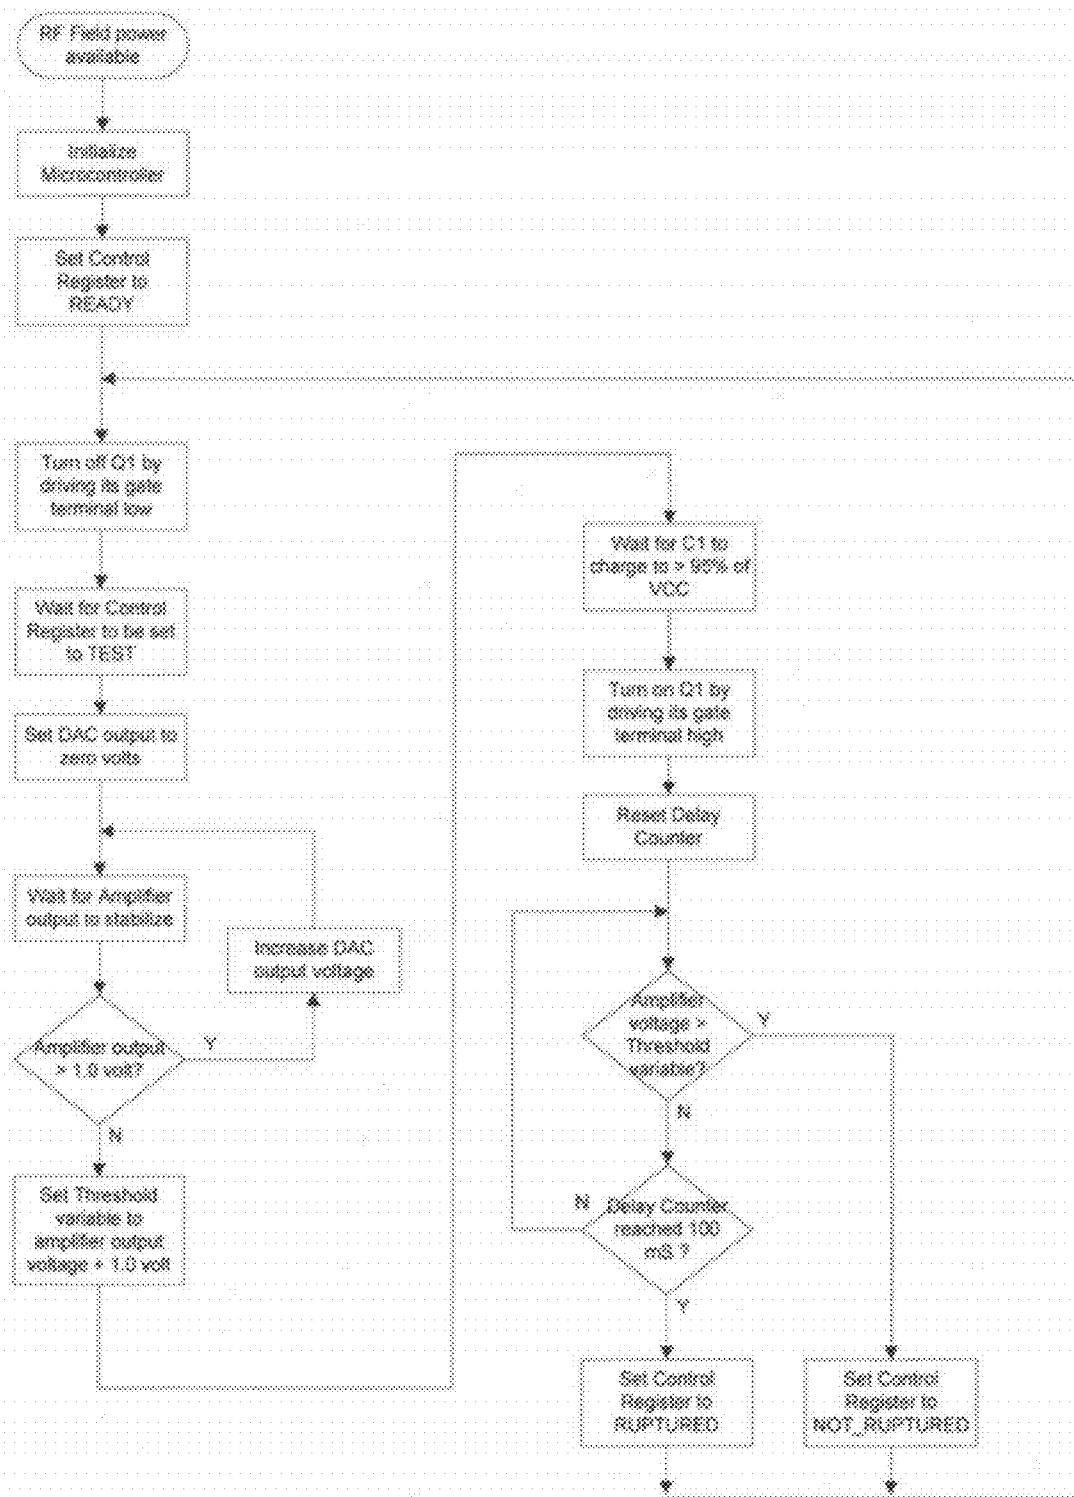 RF Field power
available
Initialize
Microcontroller
Set Control
Register to
READY
Turn off Q1 by
driving its gate
terminal low
Wait for Control
Register to be set
to TEST
Set DAC output to
zero volts
Wait for Amplifier
output to stabilize
Increase DAC
output voltage
Amplifier output
> 1.0 volt?
Y
N
Set Threshold
variable to
amplifier output
voltage + 1.0 volt
Wait for C1 to
charge to > 95% of
VCC
Turn on Q1 by
driving its gate
terminal high
Reset Delay
Counter
Amplifier
voltage >
Threshold
variable?
Y
N
Delay Counter
reached 100
mS ?
N
Y
Set Control
Register to
RUPTURED
Set Control
Register to
NOT_RUPTURED